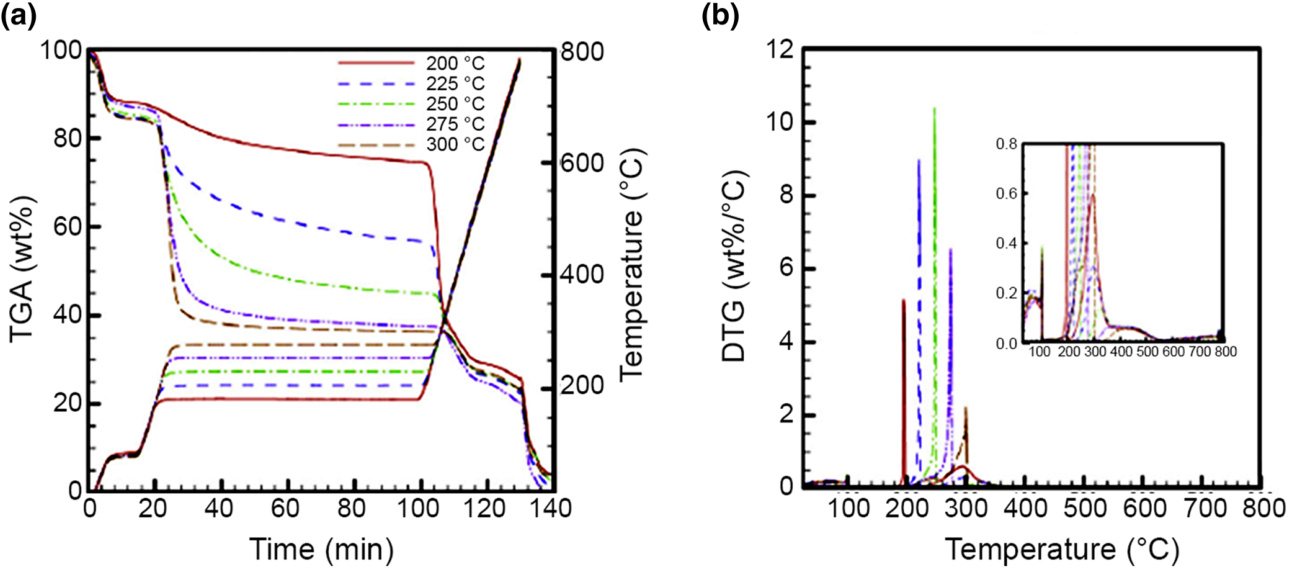 (a)
100
80
60
40
20
0
TGA (wt%)
0 20 40 60 80 100 120 140
Time (min)
800
600
400
200
Temperature (°C)
200 °C
225 °C
250 °C
275 °C
300 °C
(b)
12
10
8
6
4
2
0
DTG (wt%/°C)
100 200 300 400 500 600 700 800
Temperature (°C)
0.8
0.6
0.4
0.2
0.0
100 200 300 400 500 600 700 800